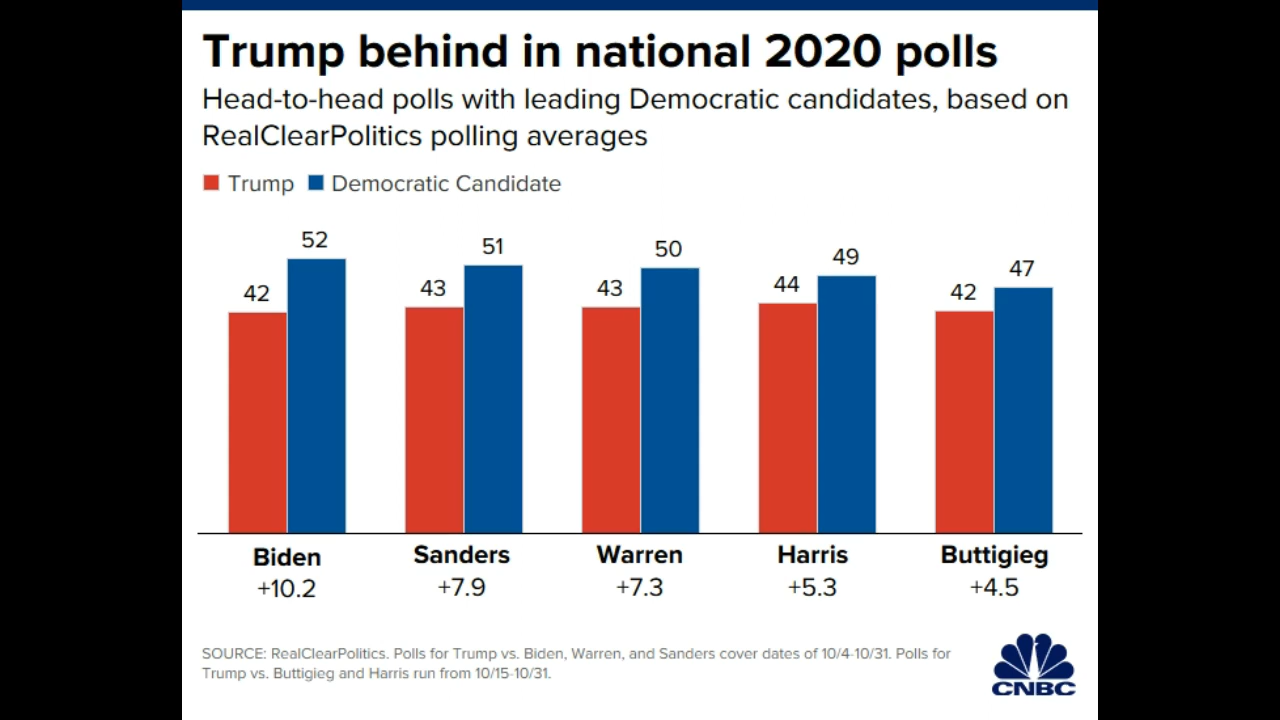 Trump behind in national 2020 polls
Head-to-head polls with leading Democratic candidates, based on
RealClearPolitics polling averages
Trump Democratic Candidate
42 52 43 51 43 50 44 49 42 47
Biden Sanders Warren Harris Buttigieg
+10.2 +7.9 +7.3 +5.3 +4.5
SOURCE: RealClearPolitics. Polls for Trump vs. Biden, Warren, and Sanders cover dates of 10/4-10/31. Polls for
Trump vs. Buttigieg and Harris run from 10/15-10/31.
CNBC